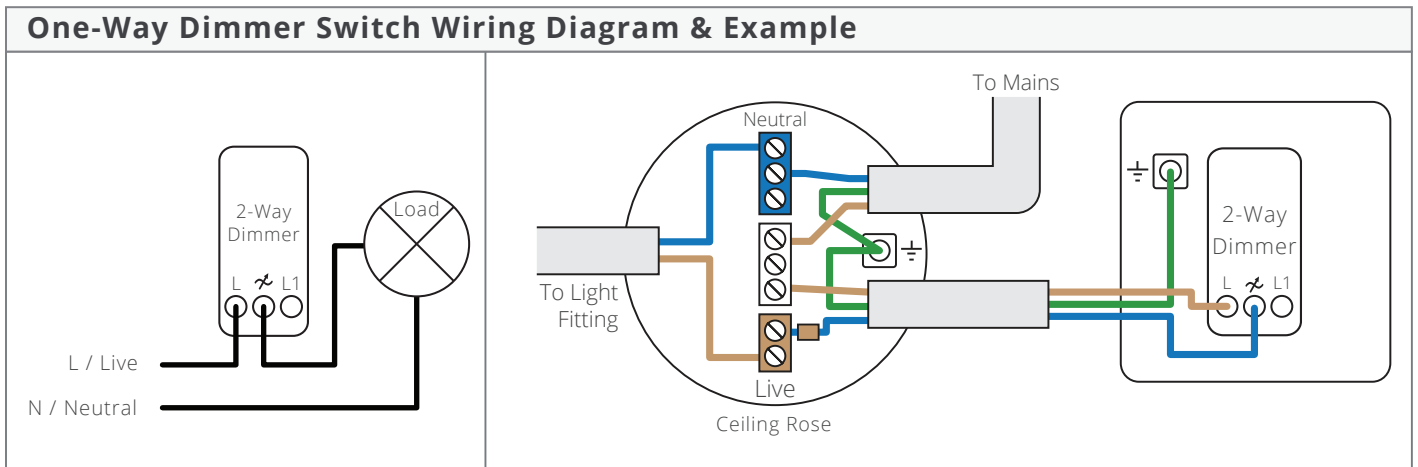 One-Way Dimmer Switch Wiring Diagram & Example
2-Way
Dimmer
L L1
Load
L / Live
N / Neutral
To Mains
Neutral
To Light
Fitting
Live
Ceiling Rose
2-Way
Dimmer
L L1